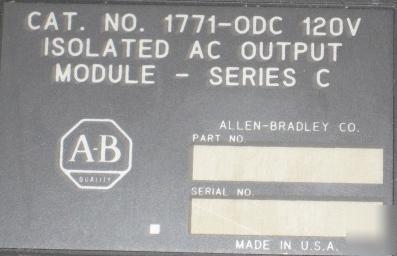 CAT. NO. 1771-ODC 120V
ISOLATED AC OUTPUT
MODULE - SERIES C
ALLEN-BRADLEY CO.
PART NO.
A-B
QUALITY
SERIAL NO.
MADE IN U.S.A.